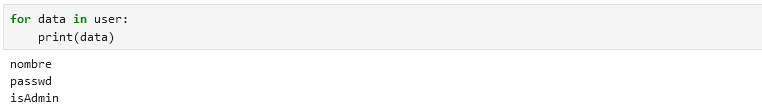 for data in user:
    print(data)
nombre
passwd
isAdmin